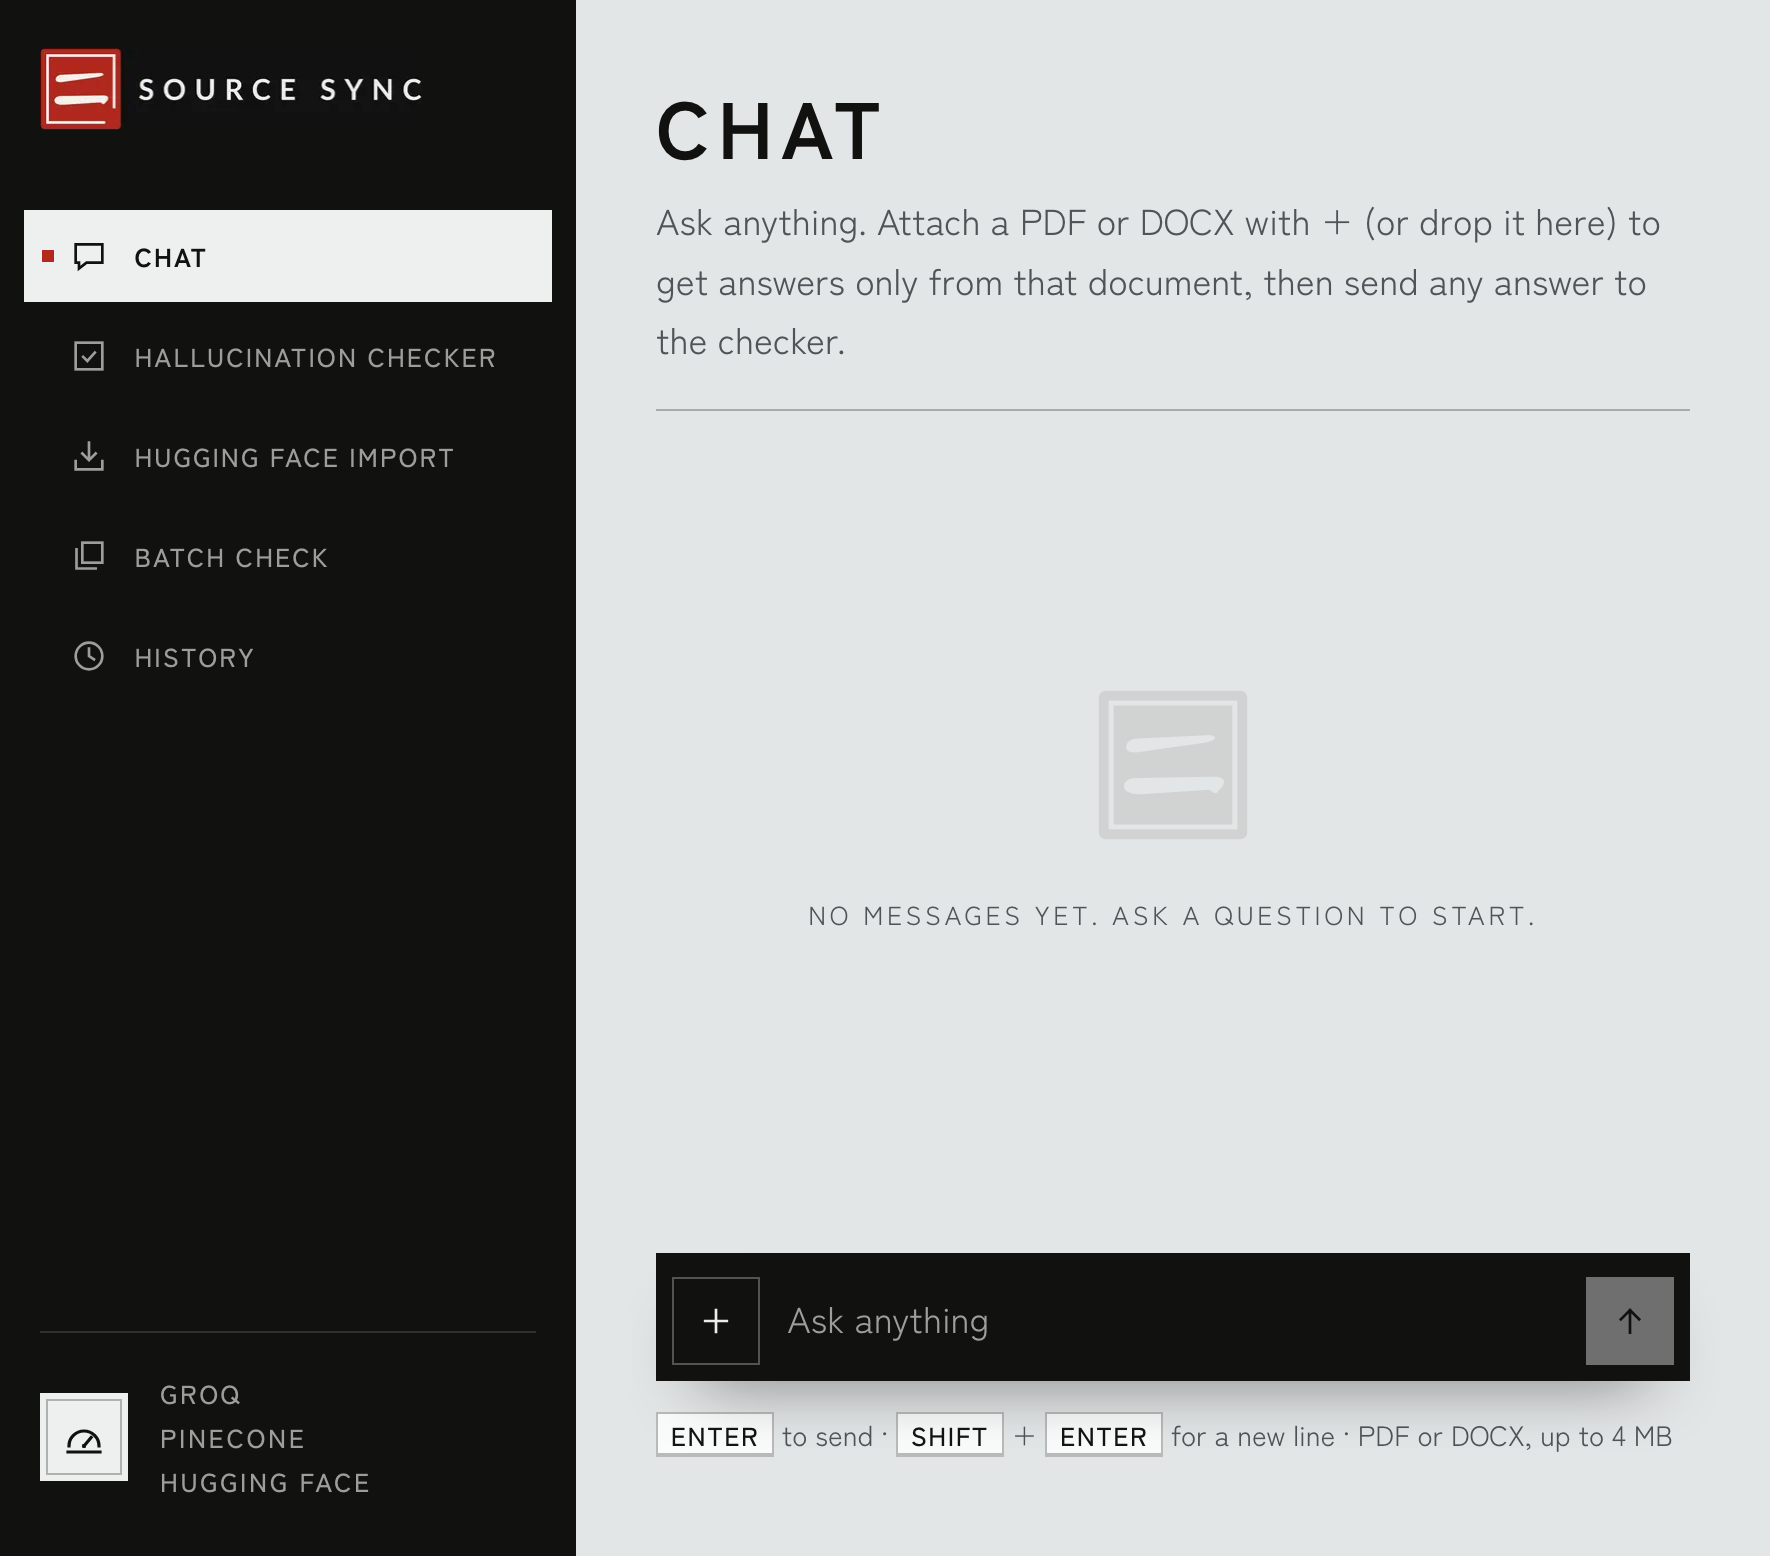 SOURCE SYNC
CHAT
HALLUCINATION CHECKER
HUGGING FACE IMPORT
BATCH CHECK
HISTORY
GROQ
PINECONE
HUGGING FACE
CHAT
Ask anything. Attach a PDF or DOCX with + (or drop it here) to
get answers only from that document, then send any answer to
the checker.
NO MESSAGES YET. ASK A QUESTION TO START.
+ Ask anything ↑
ENTER to send · SHIFT + ENTER for a new line · PDF or DOCX, up to 4 MB